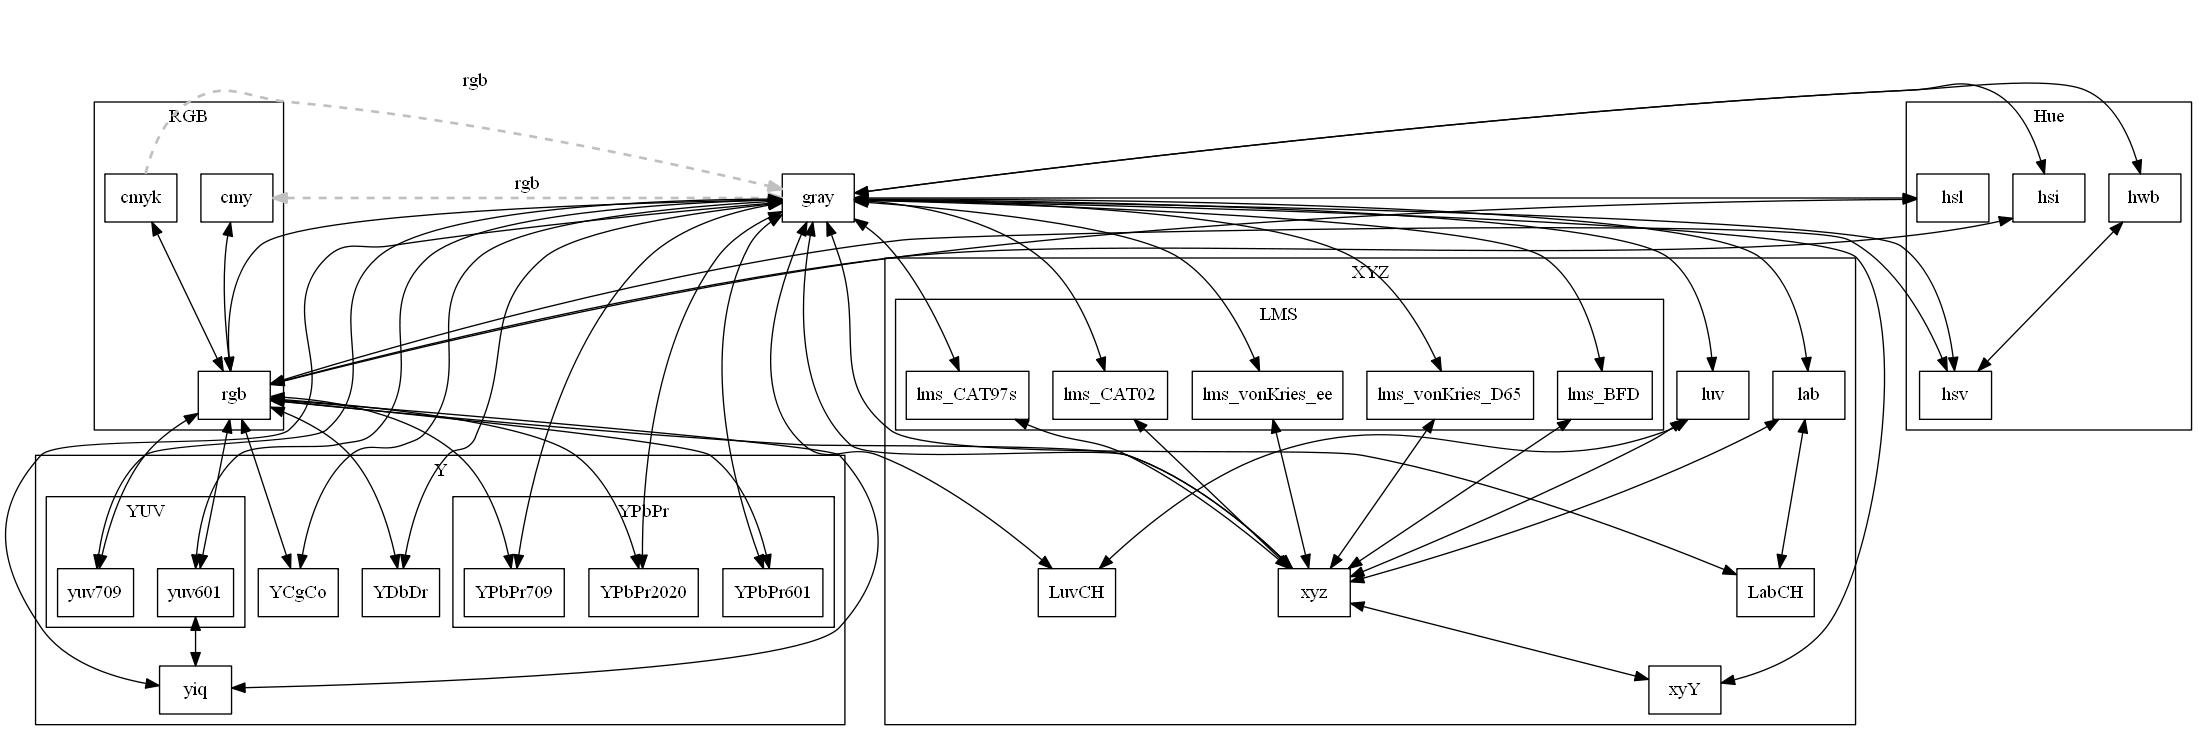 rgb
RGB
Hue
rgb
cmyk
cmy
gray
hsl
hsi
hwb
XYZ
LMS
rgb
lms_CAT97s
lms_CAT02
lms_vonKries_ee
lms_vonKries_D65
lms_BFD
luv
lab
hsv
Y
YUV
YPbPr
yuv709
yuv601
YCgCo
YDbDr
YPbPr709
YPbPr2020
YPbPr601
LuvCH
xyz
LabCH
yiq
xyY